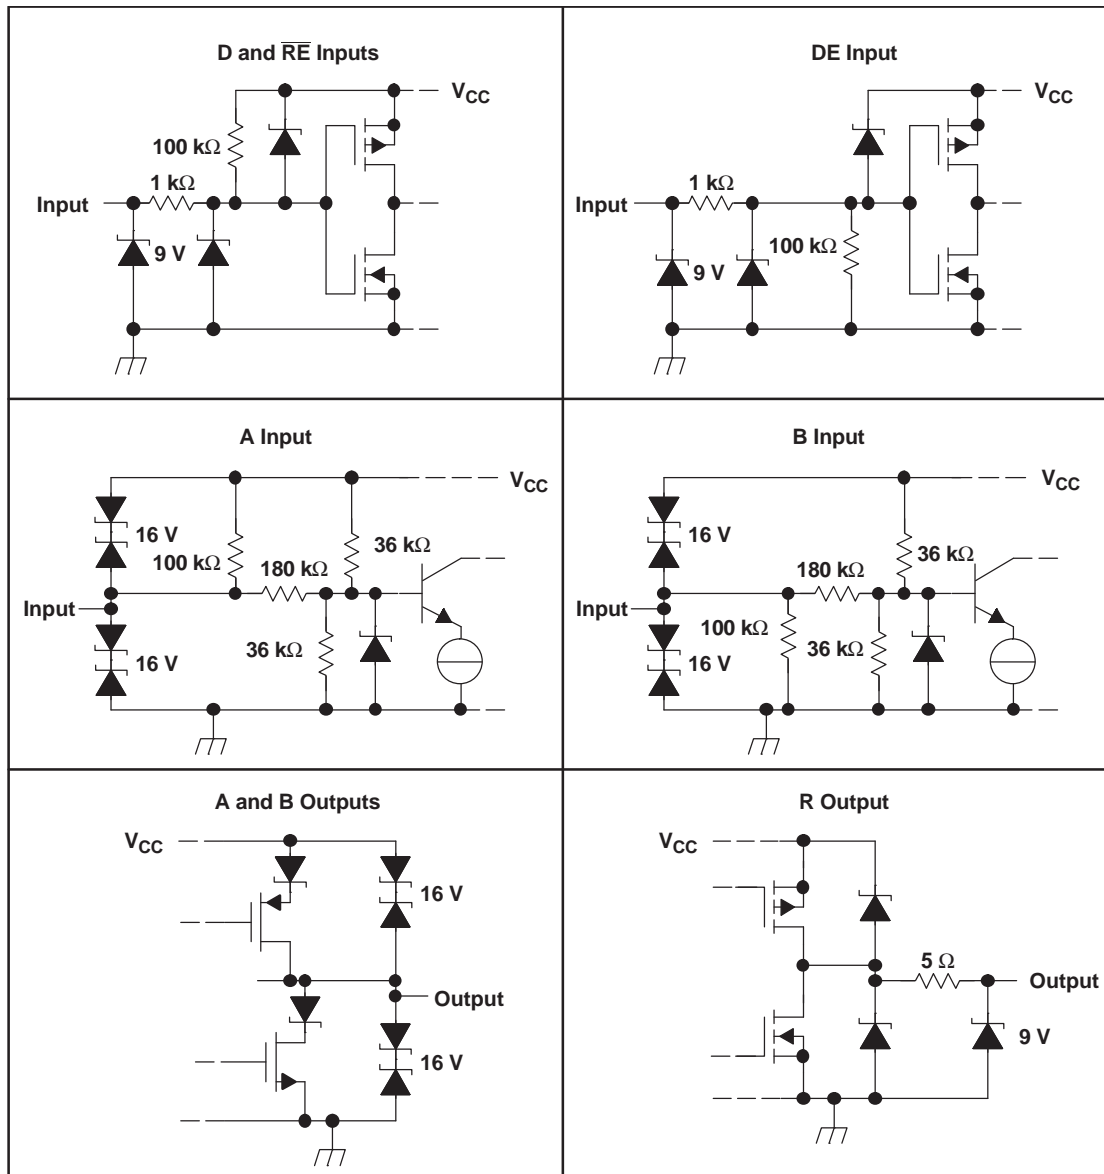 D and R̅E̅ Inputs
VCC
100 kΩ
1 kΩ
Input
9 V
DE Input
VCC
1 kΩ
Input
100 kΩ
9 V
A Input
VCC
16 V
36 kΩ
100 kΩ
180 kΩ
Input
36 kΩ
16 V
B Input
VCC
16 V
36 kΩ
180 kΩ
Input
100 kΩ
36 kΩ
16 V
A and B Outputs
VCC
16 V
Output
16 V
R Output
VCC
5 Ω
Output
9 V